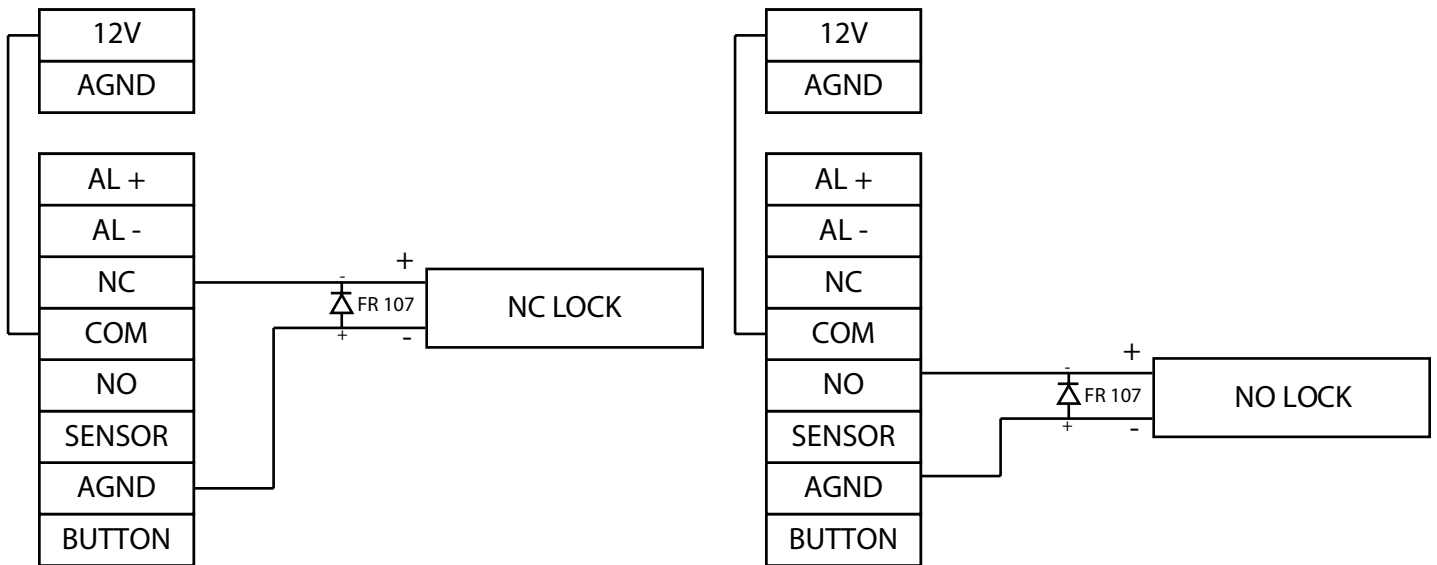 12V
AGND
AL +
AL -
NC
COM
NO
SENSOR
AGND
BUTTON
+
-
FR 107
+
-
NC LOCK
12V
AGND
AL +
AL -
NC
COM
NO
SENSOR
AGND
BUTTON
+
-
FR 107
+
-
NO LOCK